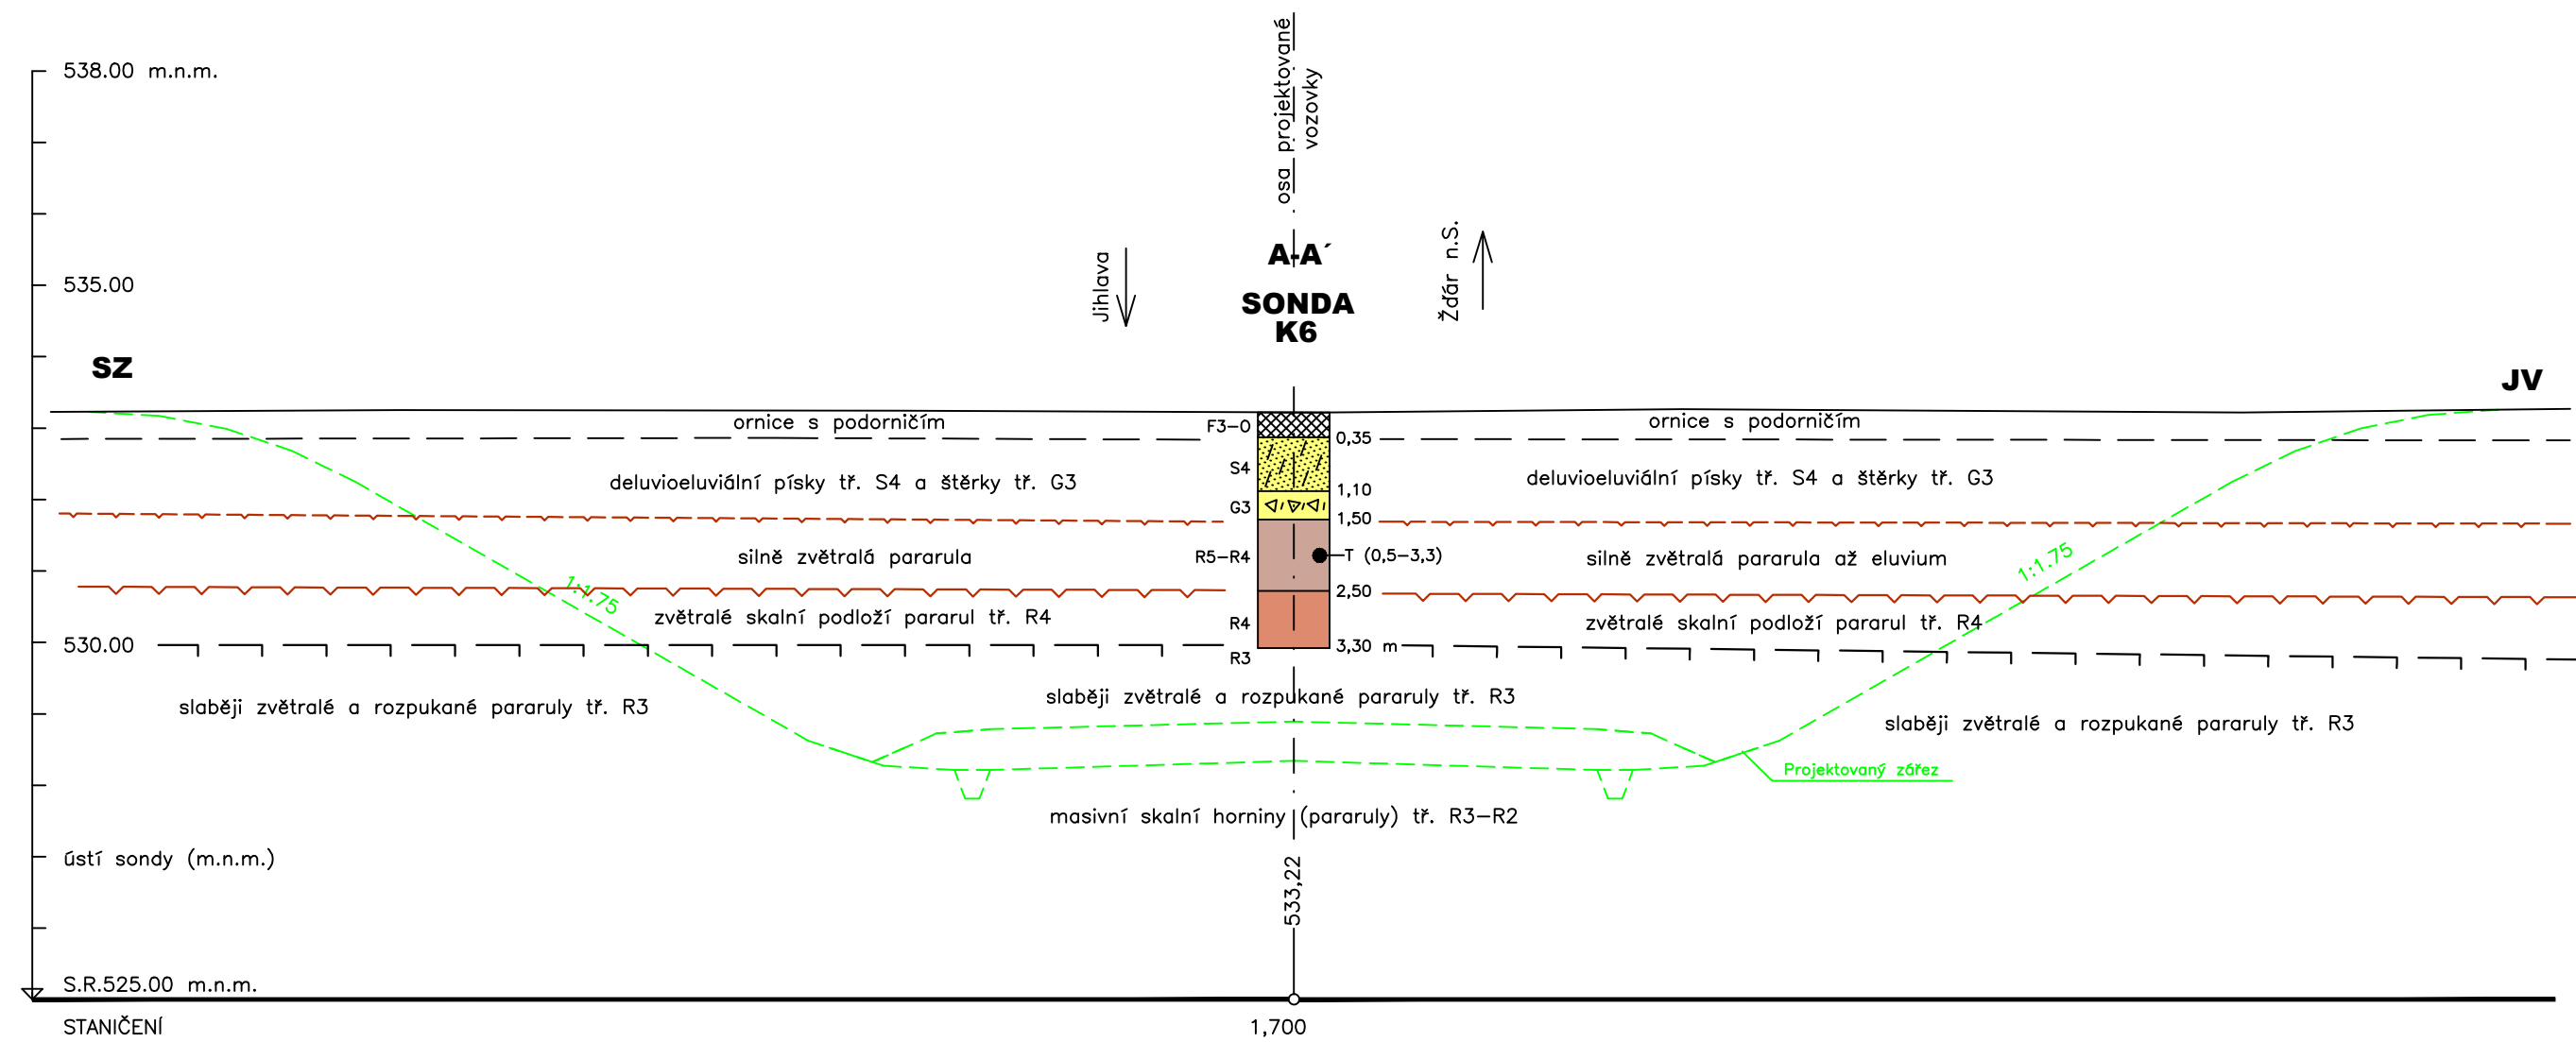 osa projektované
vozovky
538.00 m.n.m.
535.00
Jihlava
A-A´
Žďár n.S.
SONDA
K6
SZ
JV
ornice s podorničím
F3-0
ornice s podorničím
0,35
deluvioeluviální písky tř. S4 a štěrky tř. G3
S4
deluvioeluviální písky tř. S4 a štěrky tř. G3
1,10
G3
1,50
silně zvětralá pararula
R5-R4
T (0,5-3,3)
silně zvětralá pararula až eluvium
1:1.75
1:1.75
2,50
zvětralé skalní podloží pararul tř. R4
R4
zvětralé skalní podloží pararul tř. R4
530.00
3,30 m
R3
slaběji zvětralé a rozpukané pararuly tř. R3
slaběji zvětralé a rozpukané pararuly tř. R3
slaběji zvětralé a rozpukané pararuly tř. R3
Projektovaný zářez
masivní skalní horniny (pararuly) tř. R3-R2
ústí sondy (m.n.m.)
533,22
S.R.525.00 m.n.m.
STANIČENÍ
1,700